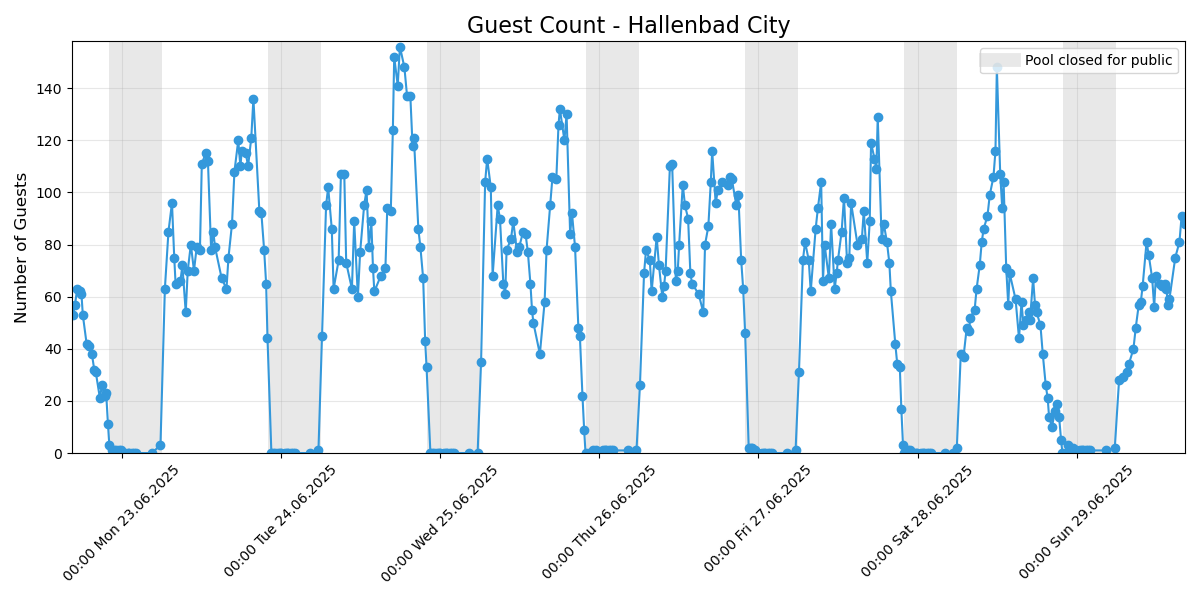 Guest Count - Hallenbad City
Pool closed for public
Number of Guests
140
120
100
80
60
40
20
0
00:00 Mon 23.06.2025
00:00 Tue 24.06.2025
00:00 Wed 25.06.2025
00:00 Thu 26.06.2025
00:00 Fri 27.06.2025
00:00 Sat 28.06.2025
00:00 Sun 29.06.2025